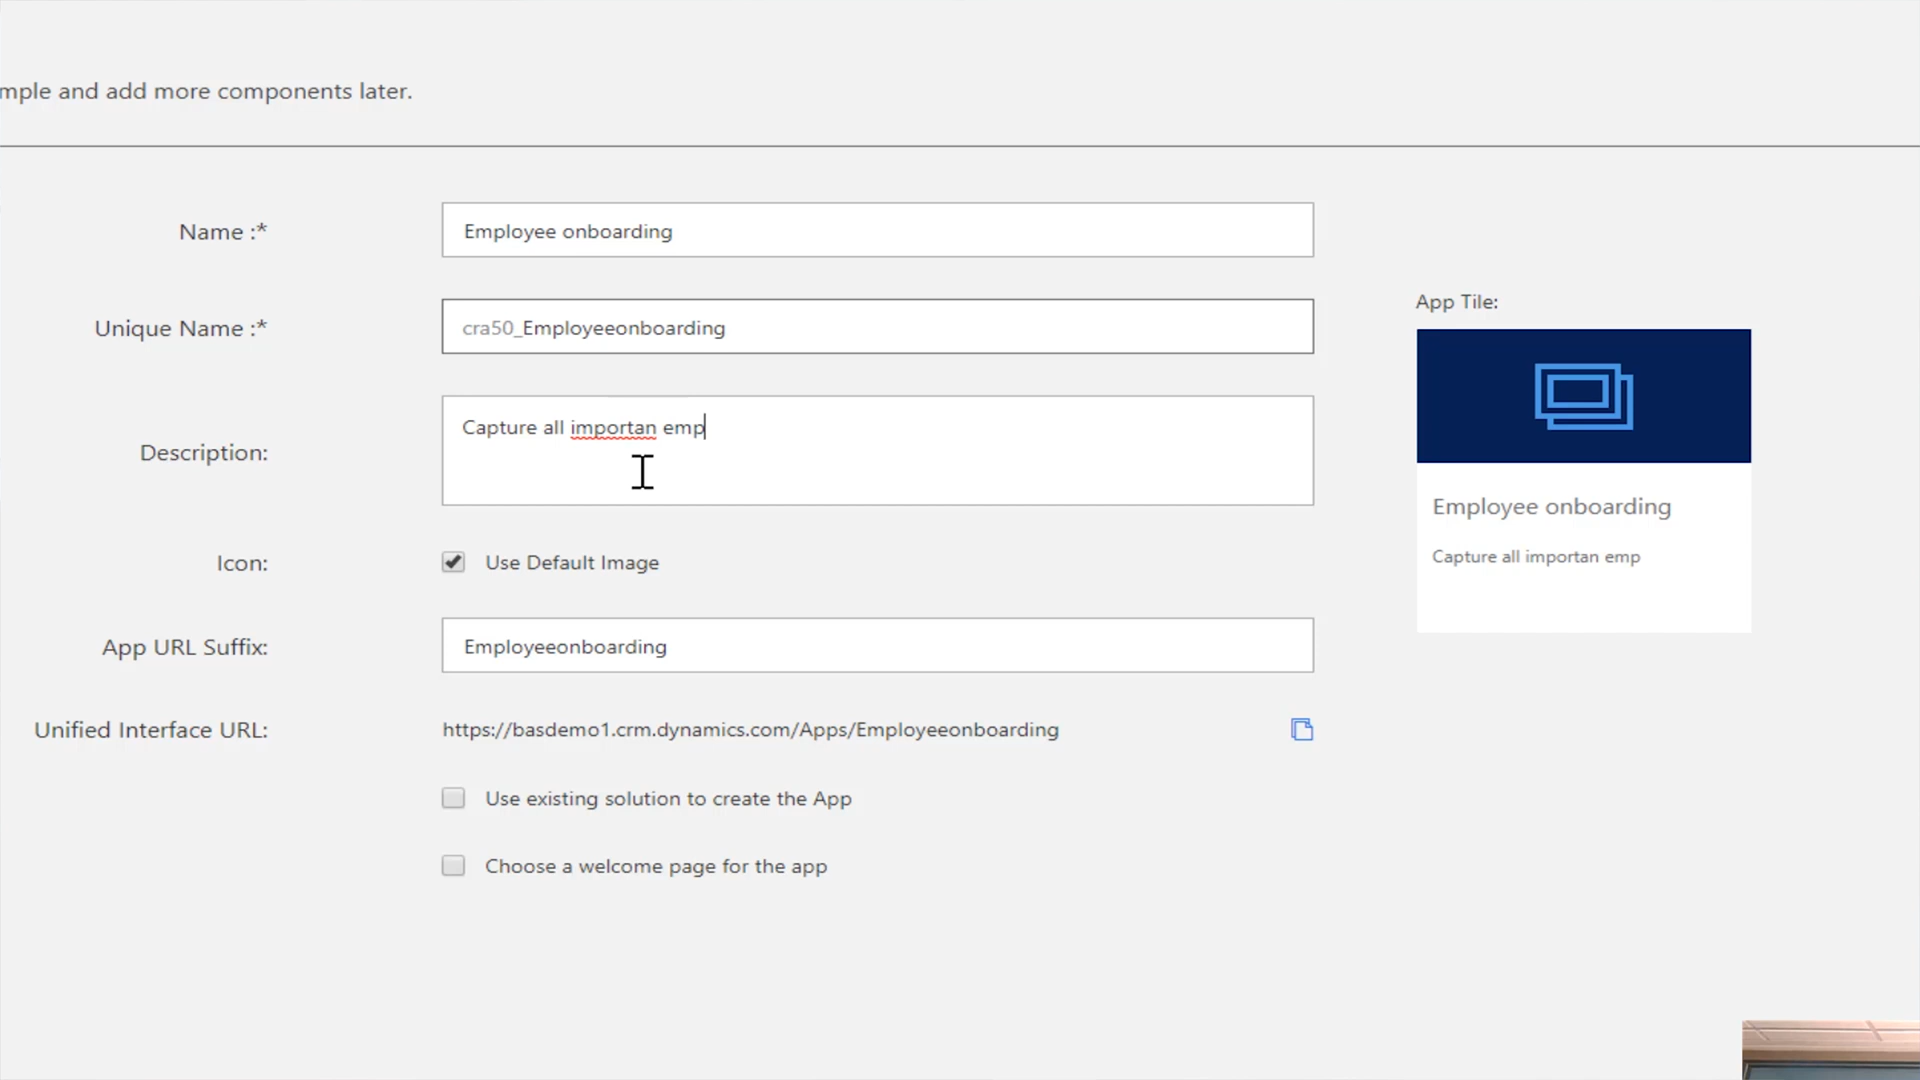 mple and add more components later.
Name :*
Employee onboarding
Unique Name :*
cra50_Employeeonboarding
App Tile:
Description:
Capture all importan emp
Employee onboarding
Capture all importan emp
Icon:
Use Default Image
App URL Suffix:
Employeeonboarding
Unified Interface URL:
https://basdemo1.crm.dynamics.com/Apps/Employeeonboarding
Use existing solution to create the App
Choose a welcome page for the app